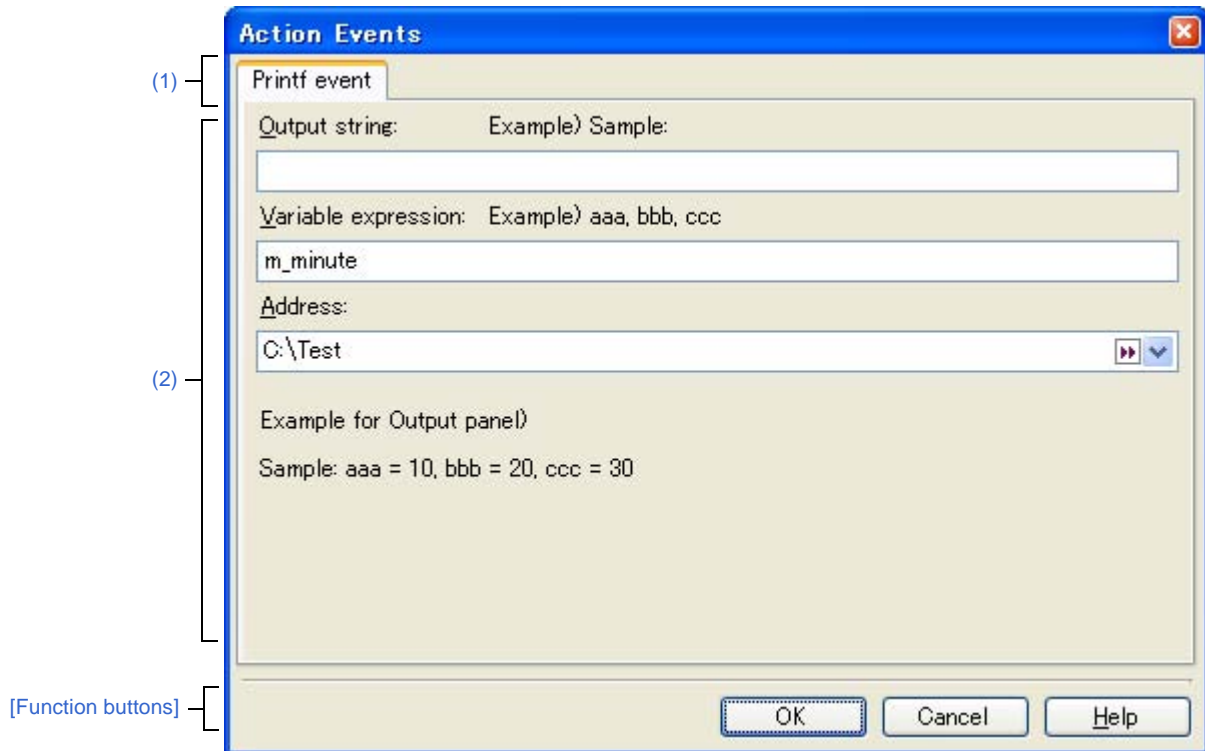 Action Events
(1)
Printf event
Output string: Example) Sample:
Variable expression: Example) aaa, bbb, ccc
m_minute
Address:
C:\Test
(2)
Example for Output panel)
Sample: aaa = 10, bbb = 20, ccc = 30
[Function buttons]
OK Cancel Help